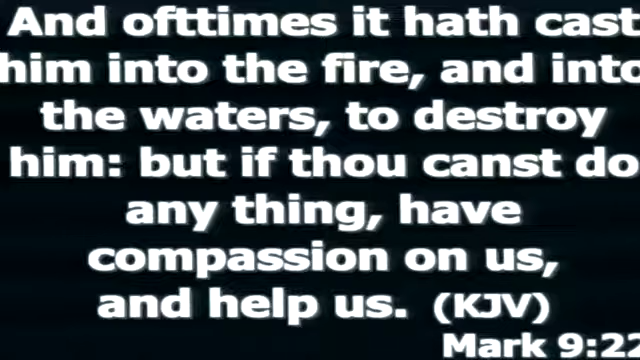 And ofttimes it hath cast
him into the fire, and into
the waters, to destroy
him: but if thou canst do
any thing, have
compassion on us,
and help us. (KJV)
Mark 9:22